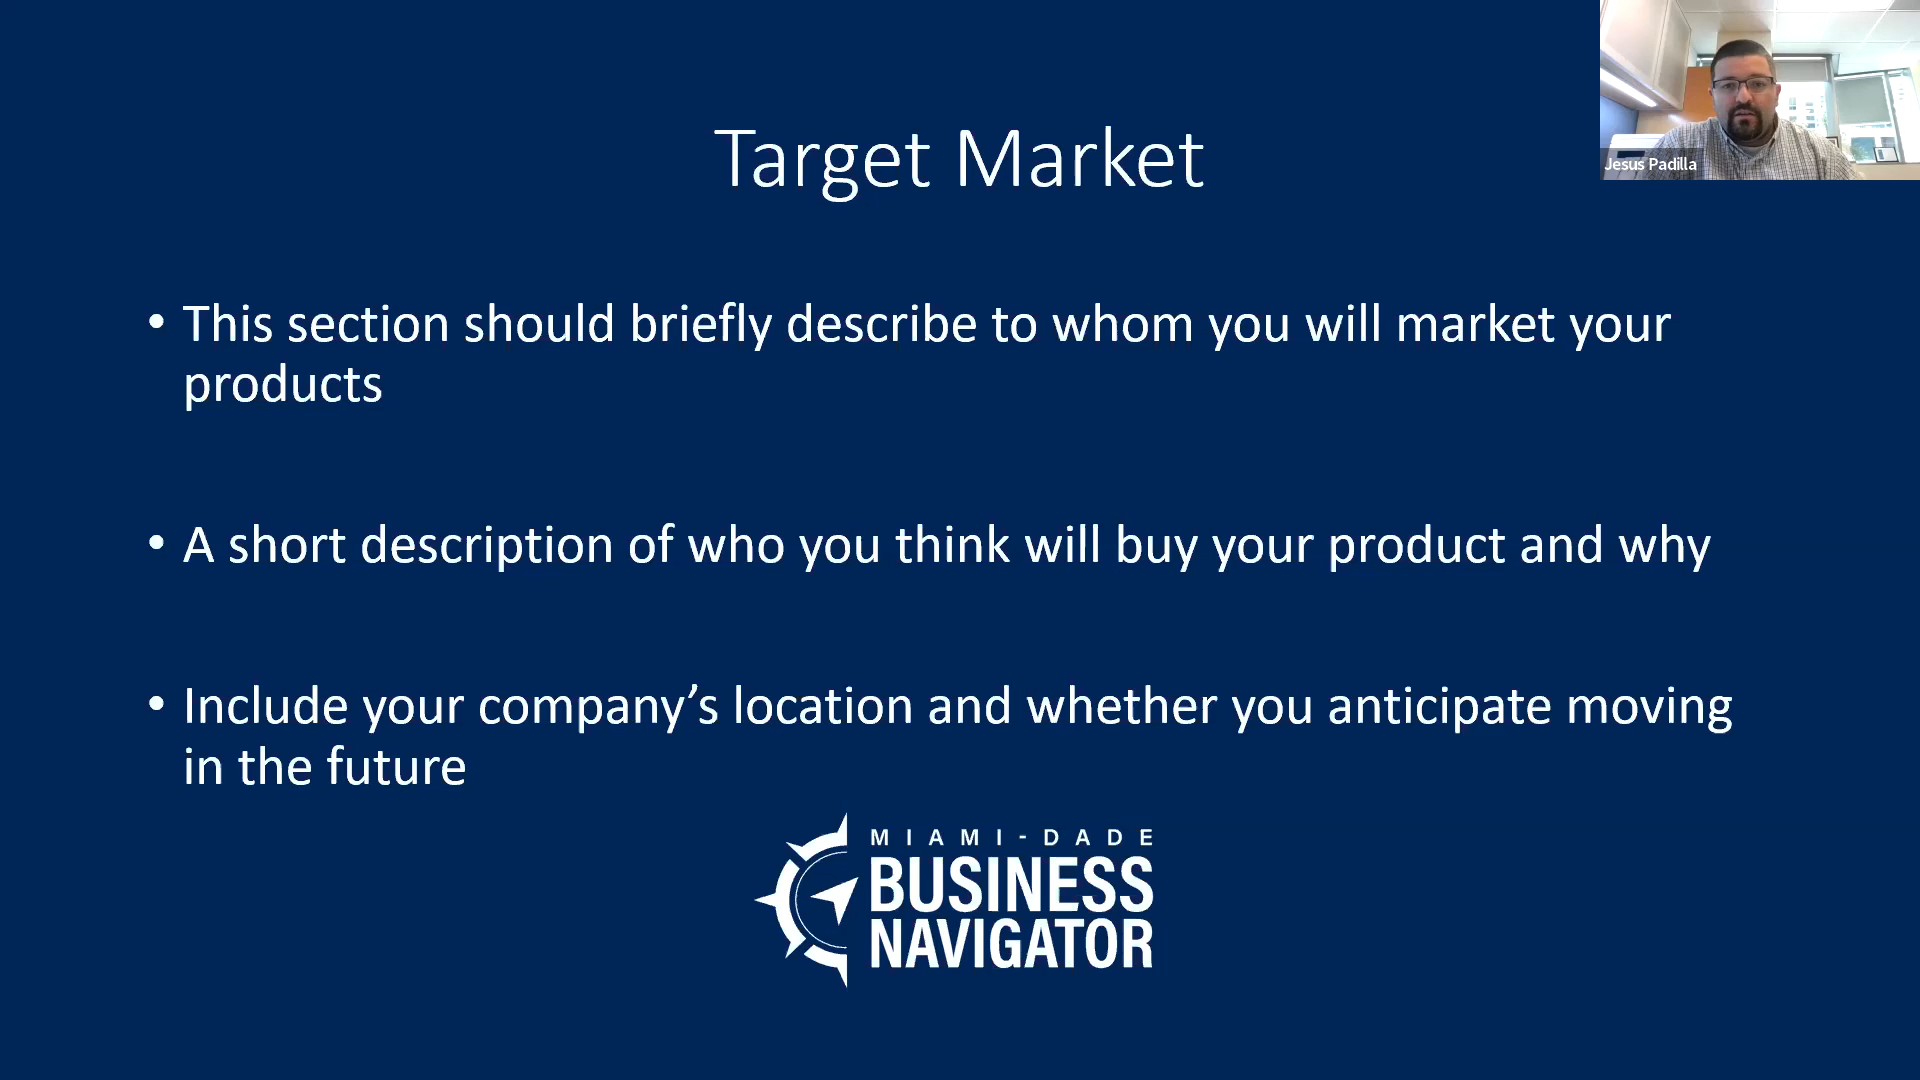 Target Market
Jesus Padilla
• This section should briefly describe to whom you will market your
products
• A short description of who you think will buy your product and why
• Include your company’s location and whether you anticipate moving
in the future
MIAMI-DADE
BUSINESS
NAVIGATOR